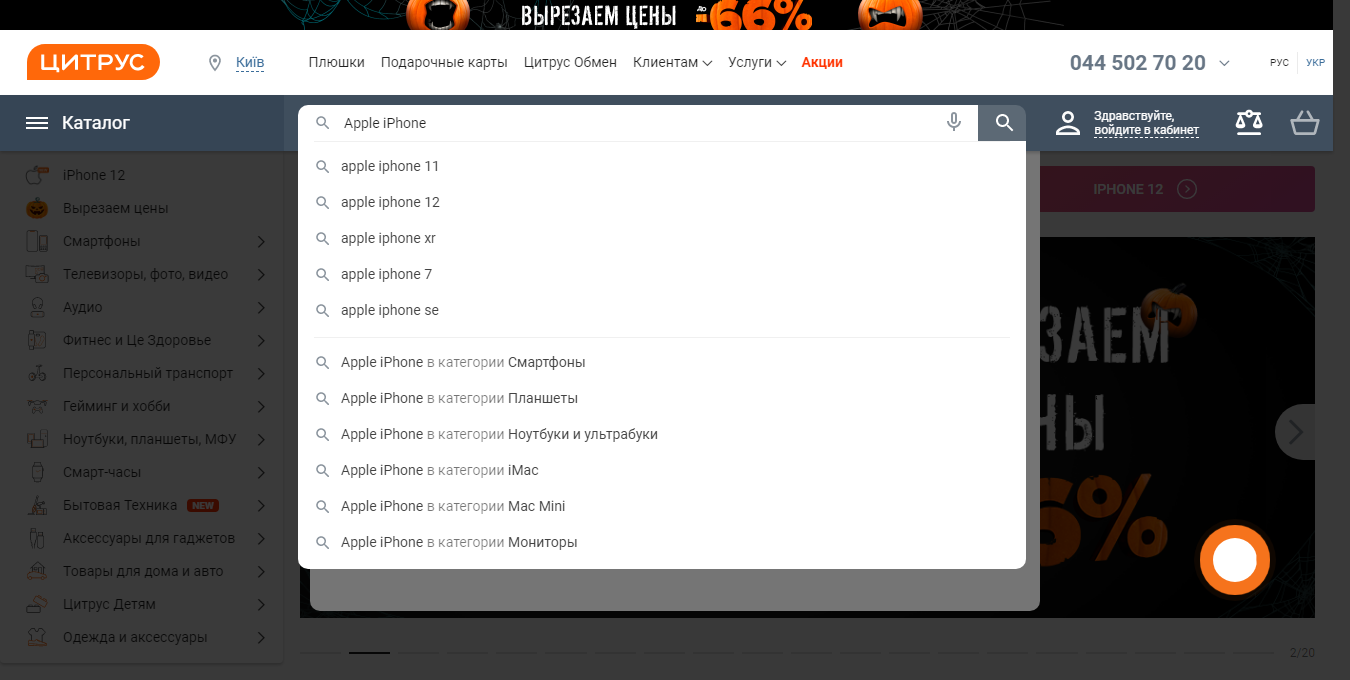 ВЫРЕЗАЕМ ЦЕНЫ ДО -66%
ЦИТРУС
Київ
Плюшки
Подарочные карты
Цитрус Обмен
Клиентам
Услуги
Акции
044 502 70 20
РУС
УКР
Каталог
Apple iPhone
Здравствуйте,
войдите в кабинет
apple iphone 11
apple iphone 12
apple iphone xr
apple iphone 7
apple iphone se
Apple iPhone в категории Смартфоны
Apple iPhone в категории Планшеты
Apple iPhone в категории Ноутбуки и ультрабуки
Apple iPhone в категории iMac
Apple iPhone в категории Mac Mini
Apple iPhone в категории Мониторы
iPhone 12
Вырезаем цены
Смартфоны
Телевизоры, фото, видео
Аудио
Фитнес и Це Здоровье
Персональный транспорт
Гейминг и хобби
Ноутбуки, планшеты, МФУ
Смарт-часы
Бытовая Техника NEW
Аксессуары для гаджетов
Товары для дома и авто
Цитрус Детям
Одежда и аксессуары
IPHONE 12
ЗАЕМ
НЫ
6%
2/20